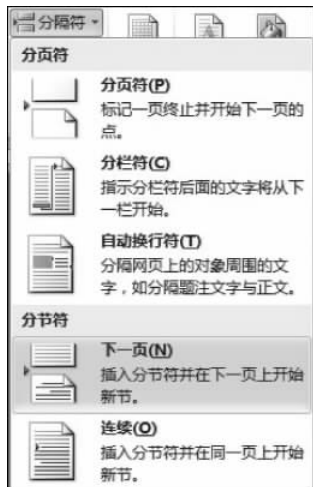 分隔符
分页符
分页符(P)
标记一页终止并开始下一页的
点。
分栏符(C)
指示分栏符后面的文字将从下
一栏开始。
自动换行符(T)
分隔网页上的对象周围的文
字，如分隔题注文字与正文。
分节符
下一页(N)
插入分节符并在下一页上开始
新节。
连续(O)
插入分节符并在同一页上开始
新节。